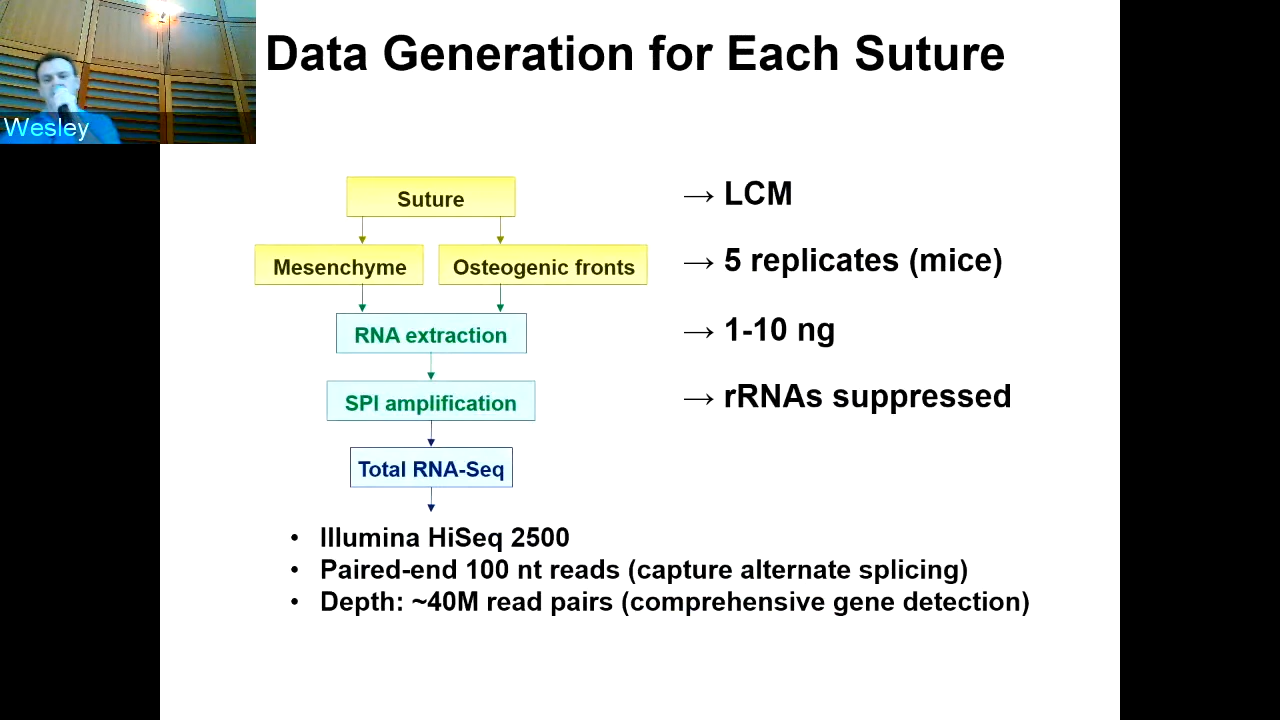 Data Generation for Each Suture
Wesley
Suture
→ LCM
Mesenchyme
Osteogenic fronts
→ 5 replicates (mice)
RNA extraction
→ 1-10 ng
SPI amplification
→ rRNAs suppressed
Total RNA-Seq
• Illumina HiSeq 2500
• Paired-end 100 nt reads (capture alternate splicing)
• Depth: ~40M read pairs (comprehensive gene detection)